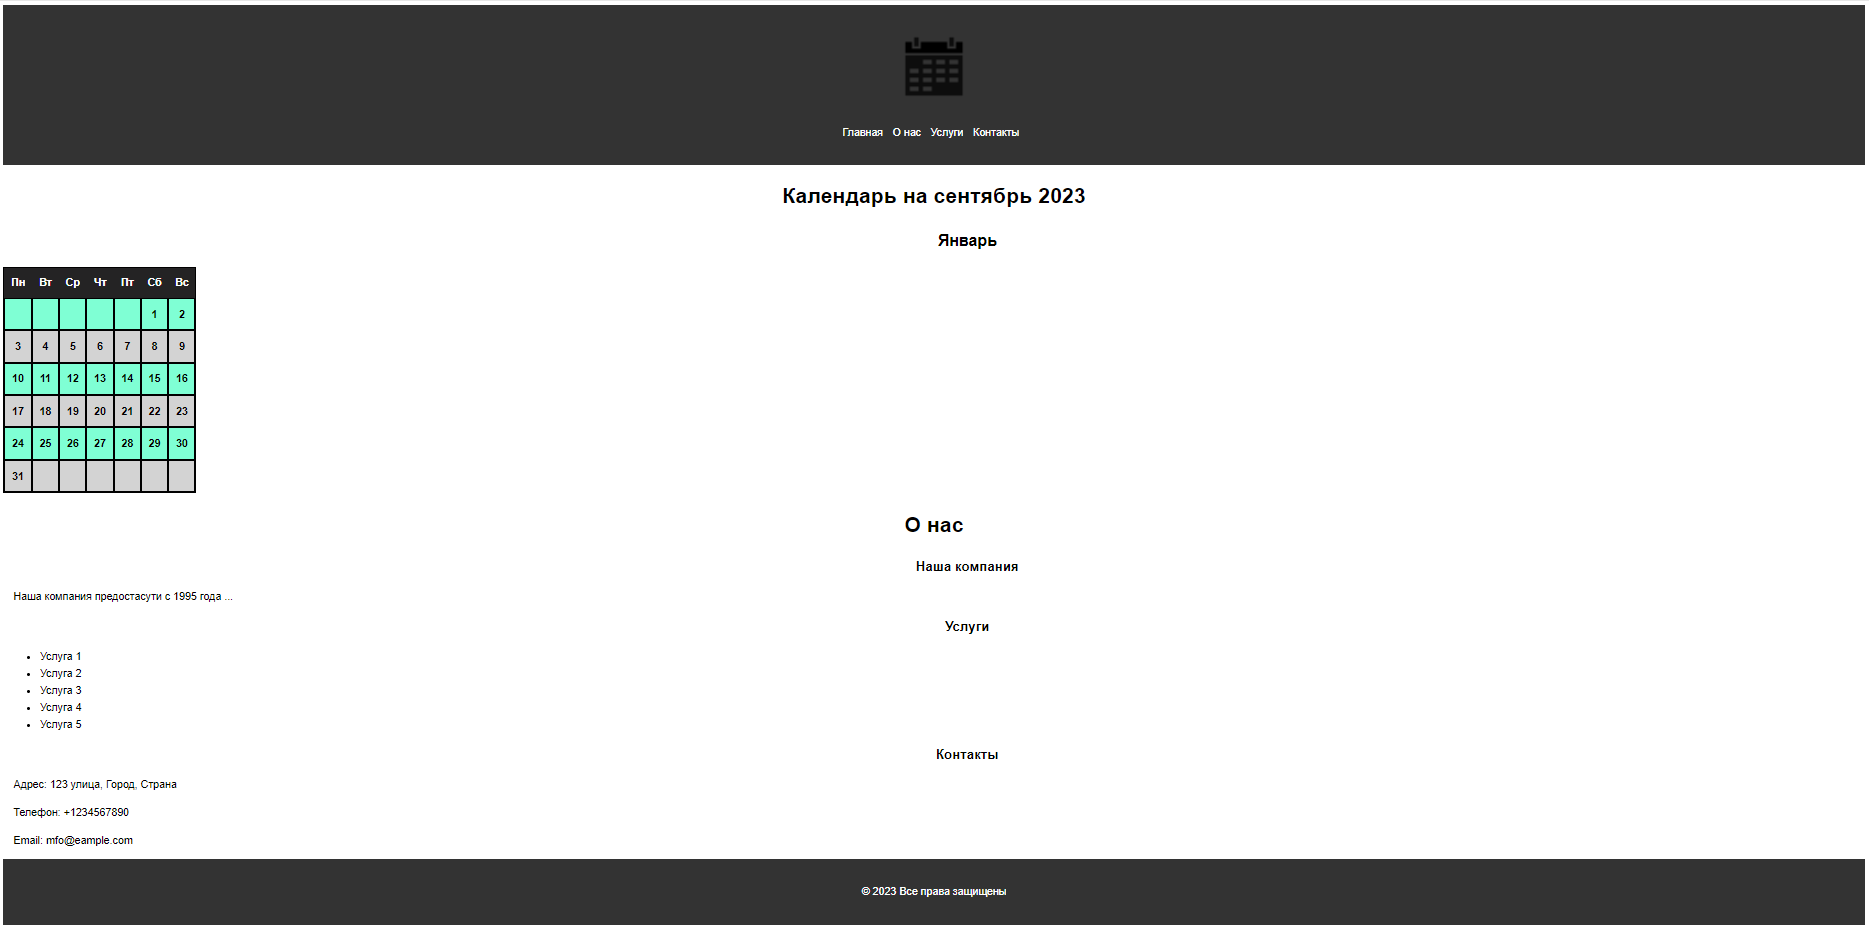 Главная О нас Услуги Контакты
Календарь на сентябрь 2023
Январь
Пн Вт Ср Чт Пт Сб Вс
1 2
3 4 5 6 7 8 9
10 11 12 13 14 15 16
17 18 19 20 21 22 23
24 25 26 27 28 29 30
31
О нас
Наша компания
Наша компания предостасути с 1995 года ...
Услуги
• Услуга 1
• Услуга 2
• Услуга 3
• Услуга 4
• Услуга 5
Контакты
Адрес: 123 улица, Город, Страна
Телефон: +1234567890
Email: mfo@eample.com
© 2023 Все права защищены